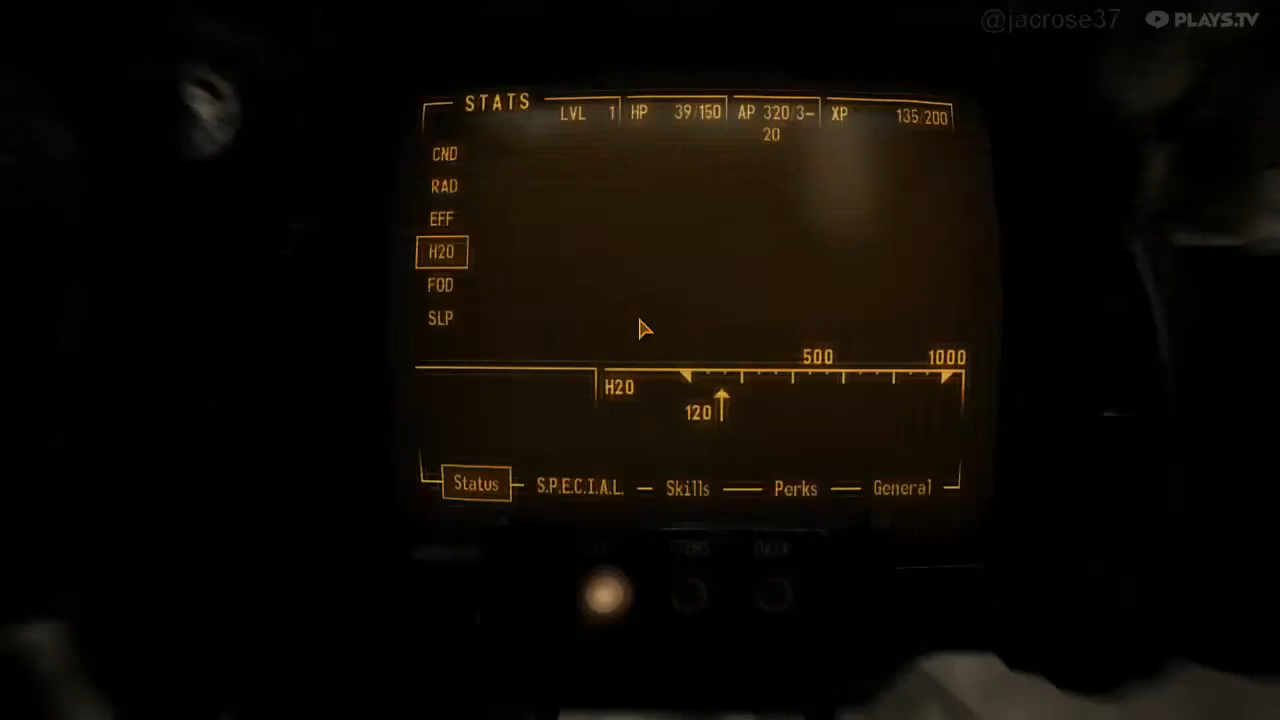 @jacrose37 PLAYS.TV
STATS LVL 1 HP 39/150 AP 320/3- XP 135/200
20
CND
RAD
EFF
H2O
FOD
SLP
500 1000
H2O
120
Status S.P.E.C.I.A.L. Skills Perks General
DATA